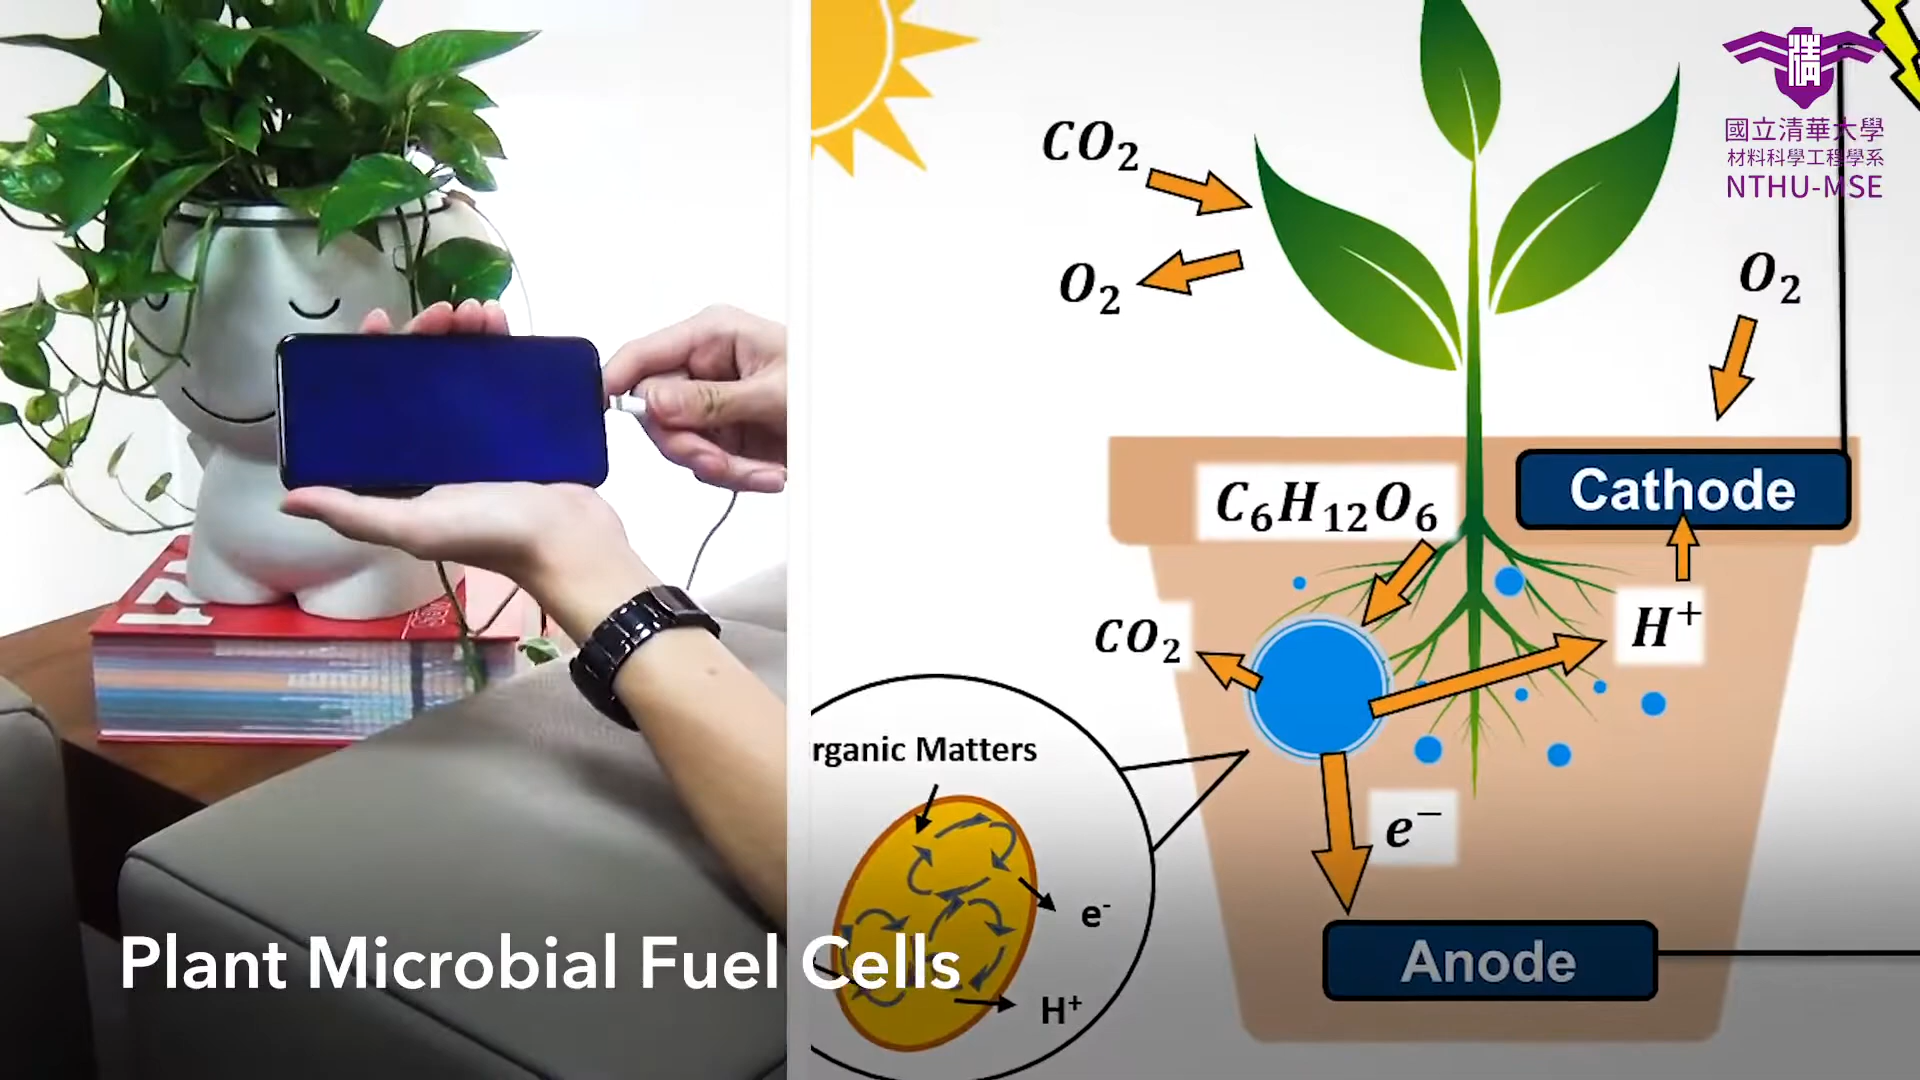 國立清華大學
材料科學工程學系
NTHU-MSE
CO₂
O₂
O₂
Cathode
C₆H₁₂O₆
CO₂
H⁺
rganic Matters
e⁻
e⁻
H⁺
Anode
Plant Microbial Fuel Cells